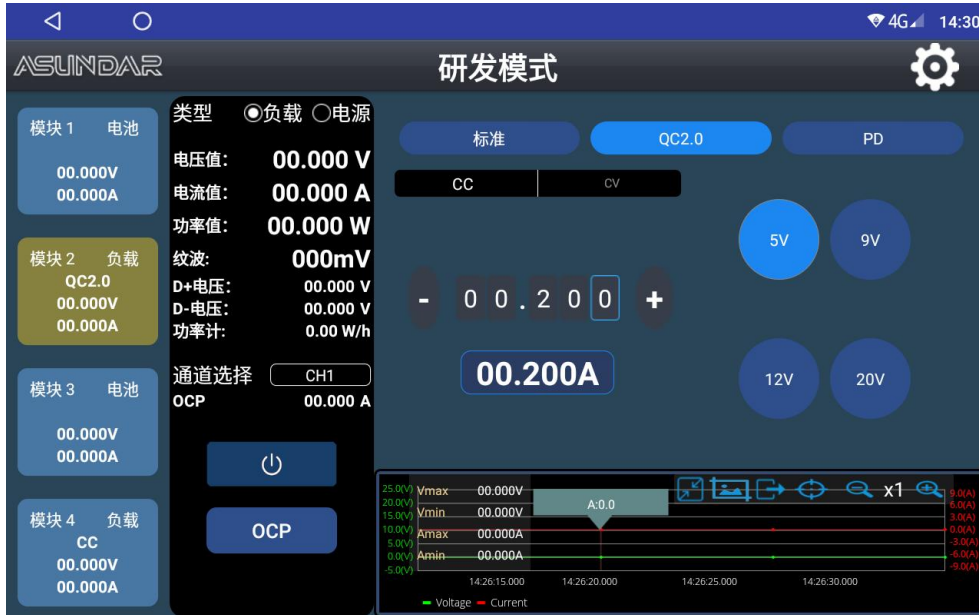 4G 14:30
ASUNDAR 研发模式
模块 1 电池
00.000V
00.000A
模块 2 负载
QC2.0
00.000V
00.000A
模块 3 电池
00.000V
00.000A
模块 4 负载
CC
00.000V
00.000A
类型 负载 电源
电压值: 00.000 V
电流值: 00.000 A
功率值: 00.000 W
纹波: 000mV
D+电压: 00.000 V
D-电压: 00.000 V
功率计: 0.00 W/h
通道选择 CH1
OCP 00.000 A
OCP
标准 QC2.0 PD
CC CV
- 00.200 +
00.200A
5V 9V
12V 20V
x1
25.0(V)
20.0(V)
15.0(V)
10.0(V)
5.0(V)
0.0(V)
-5.0(V)
Vmax 00.000V
Vmin 00.000V
Amax 00.000A
Amin 00.000A
A:0.0
9.0(A)
6.0(A)
3.0(A)
0.0(A)
-3.0(A)
-6.0(A)
-9.0(A)
14:26:15.000 14:26:20.000 14:26:25.000 14:26:30.000
Voltage Current